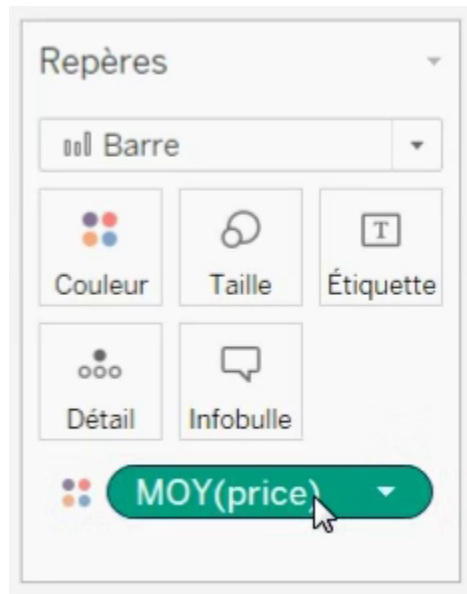 Repères
Barre
Couleur Taille Étiquette
T
Détail Infobulle
MOY(price)